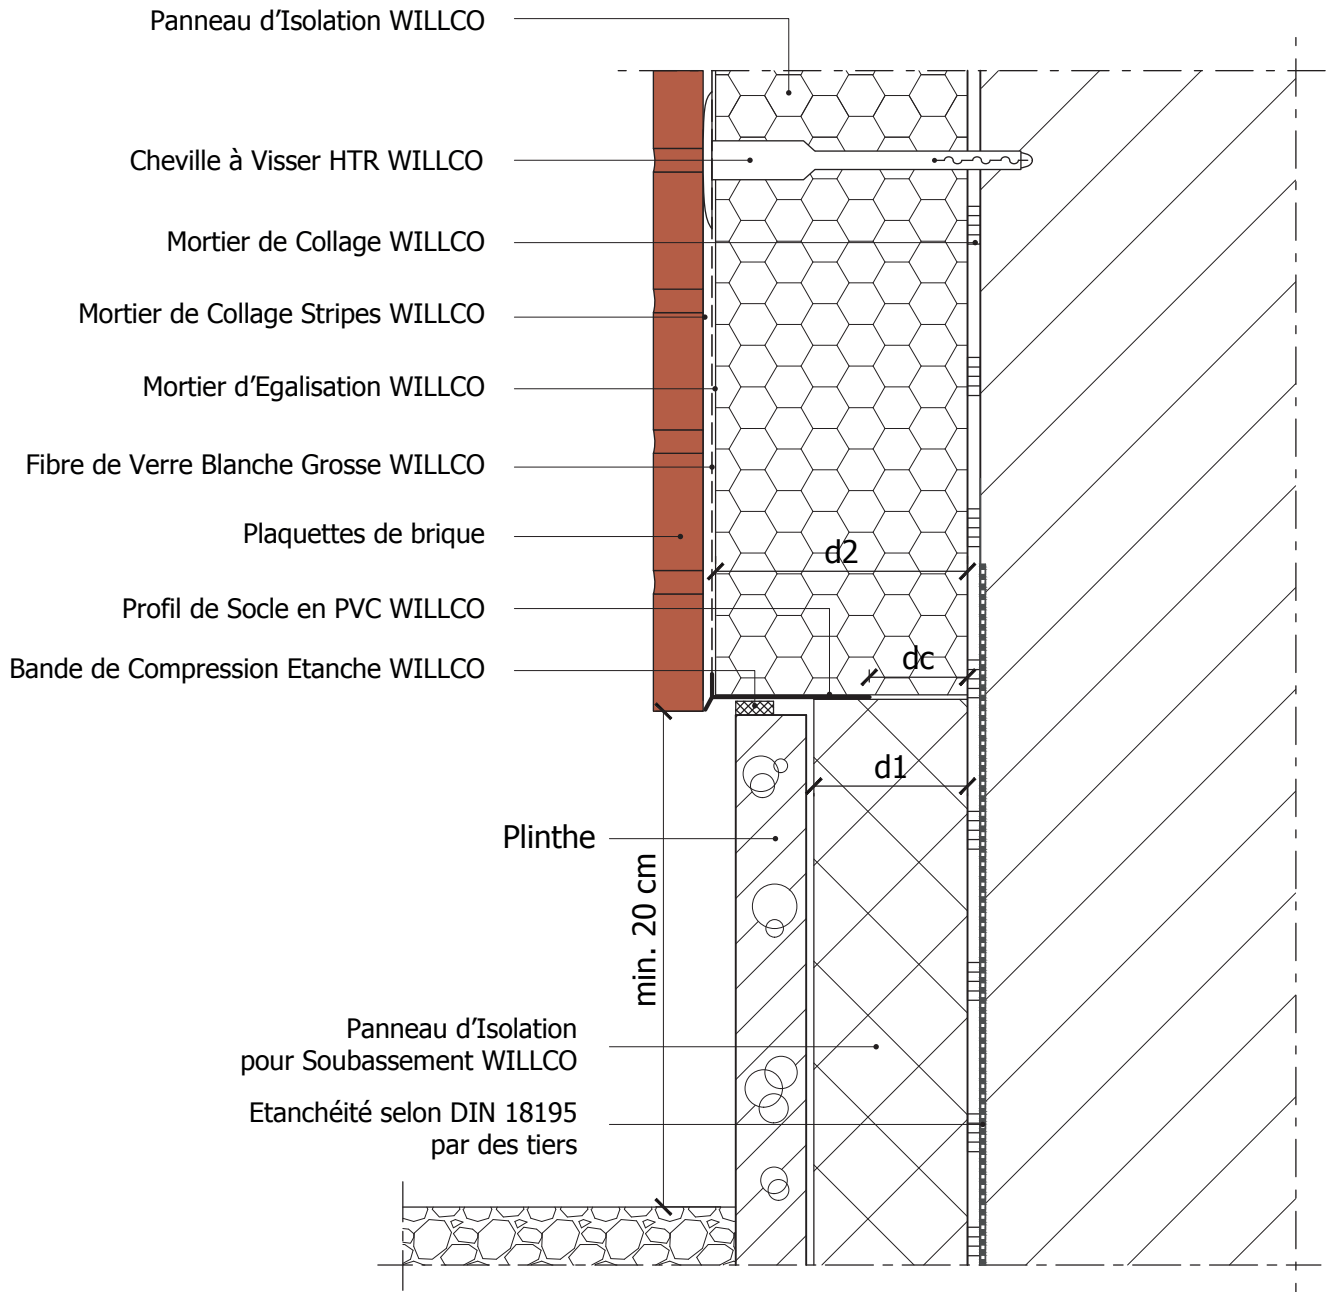 Panneau d'Isolation WILLCO
Cheville à Visser HTR WILLCO
Mortier de Collage WILLCO
Mortier de Collage Stripes WILLCO
Mortier d'Egalisation WILLCO
Fibre de Verre Blanche Grosse WILLCO
Plaquettes de brique
d2
Profil de Socle en PVC WILLCO
Bande de Compression Etanche WILLCO
dc
d1
Plinthe
min. 20 cm
Panneau d'Isolation
pour Soubassement WILLCO
Etanchéité selon DIN 18195
par des tiers